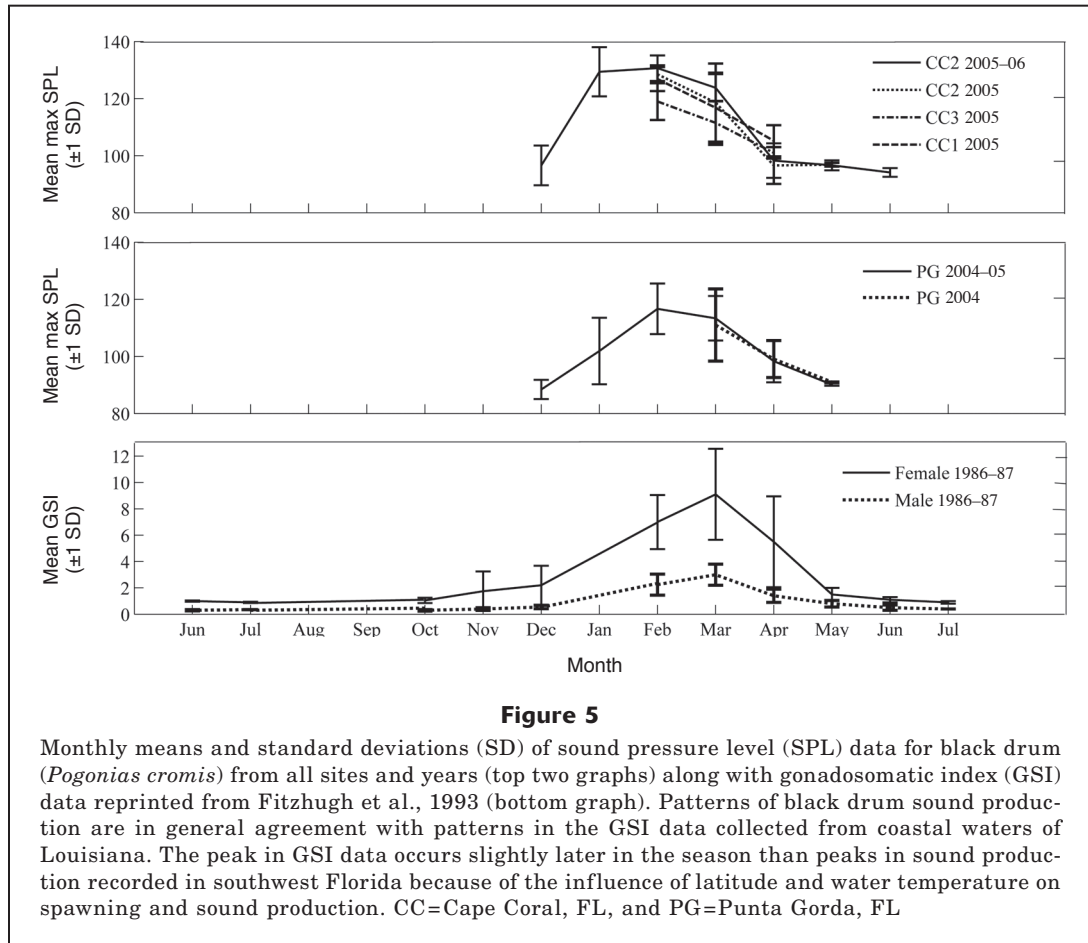 Mean max SPL
(±1 SD)
140
120
100
80
CC2 2005–06
CC2 2005
CC3 2005
CC1 2005
Mean max SPL
(±1 SD)
140
120
100
80
PG 2004–05
PG 2004
Mean GSI
(±1 SD)
12
10
8
6
4
2
0
Female 1986–87
Male 1986–87
Jun Jul Aug Sep Oct Nov Dec Jan Feb Mar Apr May Jun Jul
Month
Figure 5
Monthly means and standard deviations (SD) of sound pressure level (SPL) data for black drum
(Pogonias cromis) from all sites and years (top two graphs) along with gonadosomatic index (GSI)
data reprinted from Fitzhugh et al., 1993 (bottom graph). Patterns of black drum sound produc-
tion are in general agreement with patterns in the GSI data collected from coastal waters of
Louisiana. The peak in GSI data occurs slightly later in the season than peaks in sound produc-
tion recorded in southwest Florida because of the influence of latitude and water temperature on
spawning and sound production. CC=Cape Coral, FL, and PG=Punta Gorda, FL